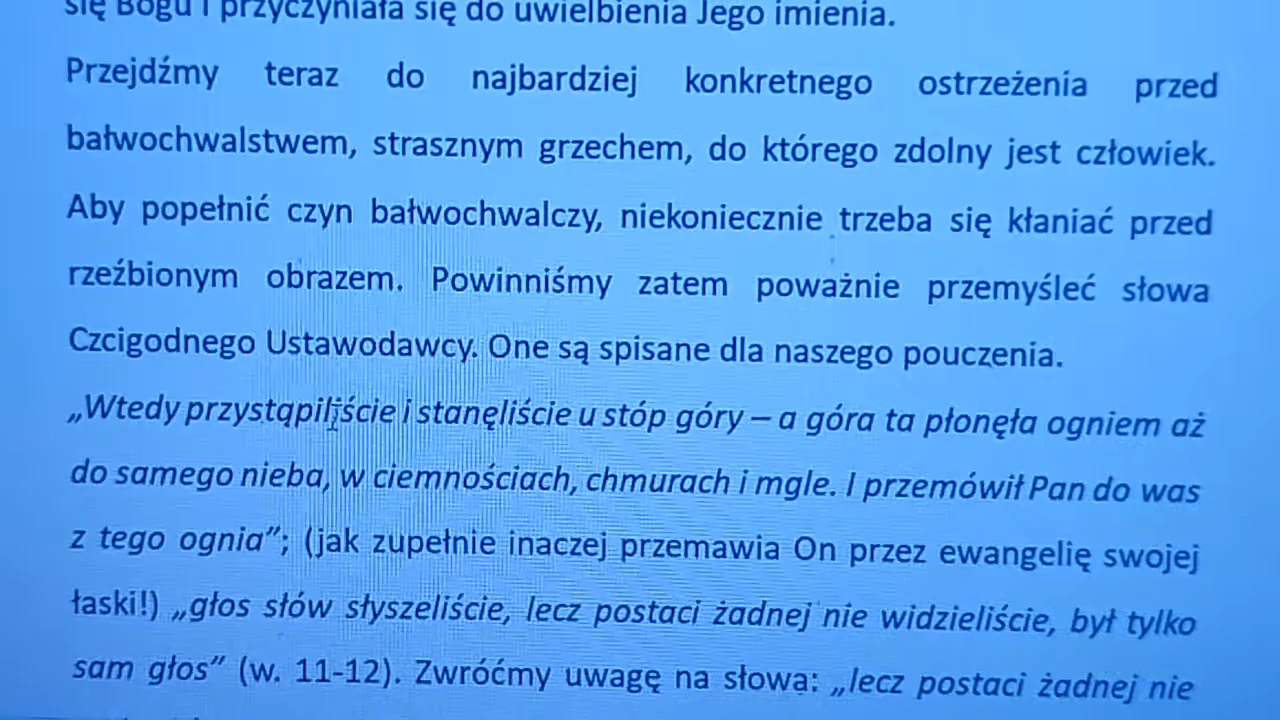 się Bogu i przyczyniała się do uwielbienia Jego imienia.
Przejdźmy teraz do najbardziej konkretnego ostrzeżenia przed
bałwochwalstwem, strasznym grzechem, do którego zdolny jest człowiek.
Aby popełnić czyn bałwochwalczy, niekoniecznie trzeba się kłaniać przed
rzeźbionym obrazem. Powinniśmy zatem poważnie przemyśleć słowa
Czcigodnego Ustawodawcy. One są spisane dla naszego pouczenia.
„Wtedy przystąpiliście i stanęliście u stóp góry – a góra ta płonęła ogniem aż
do samego nieba, w ciemnościach, chmurach i mgle. I przemówił Pan do was
z tego ognia”; (jak zupełnie inaczej przemawia On przez ewangelię swojej
łaski!) „głos słów słyszeliście, lecz postaci żadnej nie widzieliście, był tylko
sam głos” (w. 11-12). Zwróćmy uwagę na słowa: „lecz postaci żadnej nie